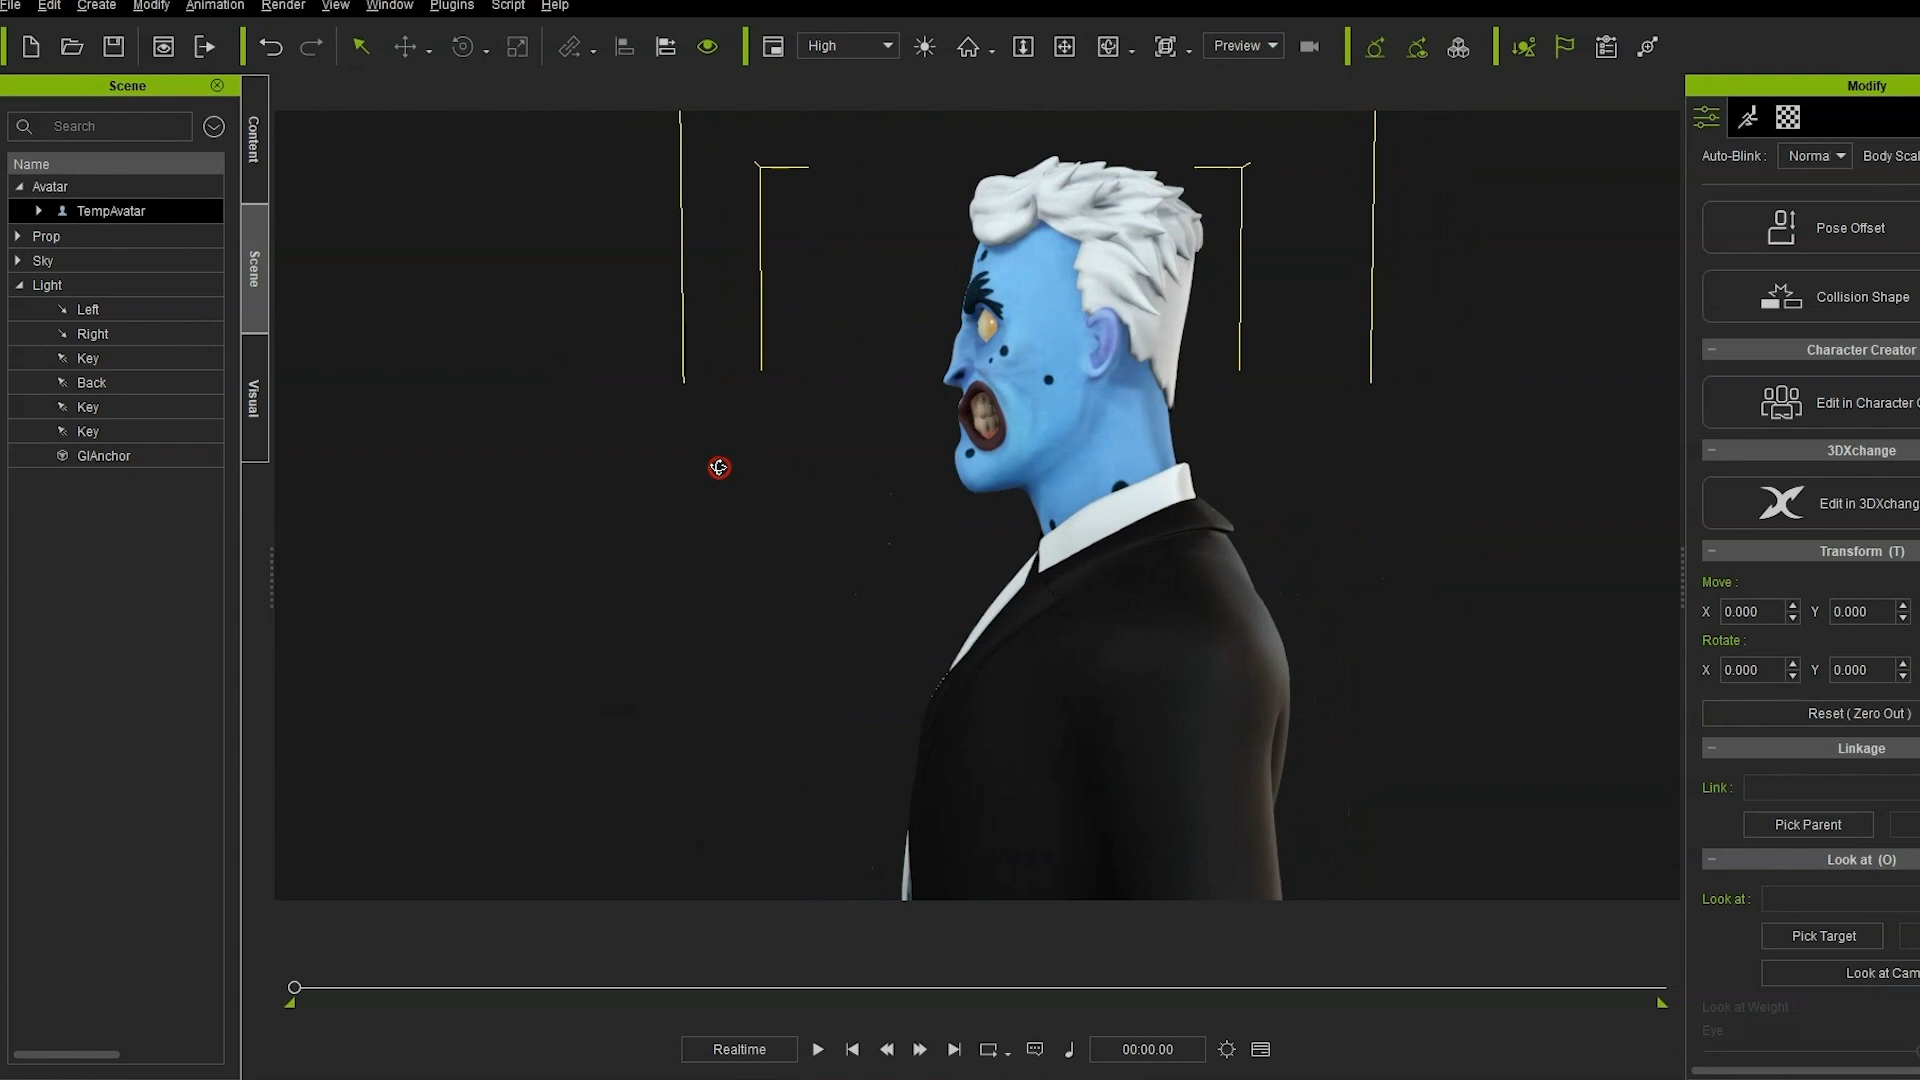 File Edit Create Modify Animation Render View Window Plugins Script Help
High
Preview
Scene
Search
Name
Avatar
TempAvatar
Prop
Sky
Light
Left
Right
Key
Back
Key
Key
GIAnchor
Content
Scene
Visual
Modify
Auto-Blink : Norma Body Scal
Pose Offset
Collision Shape
Character Creator
Edit in Character
3DXchange
Edit in 3DXchang
Transform (T)
Move :
X 0.000 Y 0.000
Rotate :
X 0.000 Y 0.000
Reset ( Zero Out )
Linkage
Link :
Pick Parent
Look at (O)
Look at :
Pick Target
Look at Cam
Look at Weight :
Eye
Realtime
00:00.00